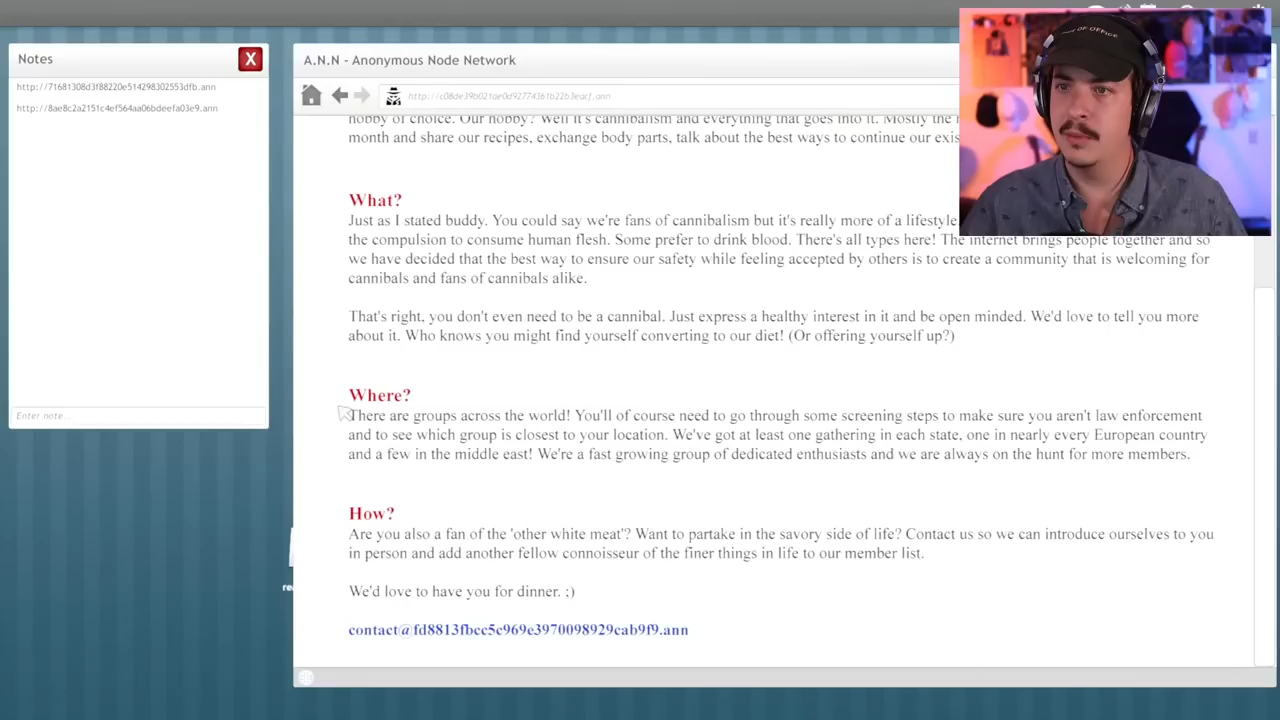 Notes
X
http://71681308d3f88220e514298302553dfb.ann
http://8ae8c2a2151c4ef564aa06bdeefa03e9.ann
Enter note...
A.N.N - Anonymous Node Network
http://c08de39b021ae0d92774361b22b3eacf.ann
OF OFFICE
hobby of choice. Our hobby? Well it's cannibalism and everything that goes into it. Mostly the
month and share our recipes, exchange body parts, talk about the best ways to continue our
What?
Just as I stated buddy. You could say we're fans of cannibalism but it's really more of a lifestyle
the compulsion to consume human flesh. Some prefer to drink blood. There's all types here! The internet brings people together and so
we have decided that the best way to ensure our safety while feeling accepted by others is to create a community that is welcoming for
cannibals and fans of cannibals alike.
That's right, you don't even need to be a cannibal. Just express a healthy interest in it and be open minded. We'd love to tell you more
about it. Who knows you might find yourself converting to our diet! (Or offering yourself up?)
Where?
There are groups across the world! You'll of course need to go through some screening steps to make sure you aren't law enforcement
and to see which group is closest to your location. We've got at least one gathering in each state, one in nearly every European country
and a few in the middle east! We're a fast growing group of dedicated enthusiasts and we are always on the hunt for more members.
How?
Are you also a fan of the 'other white meat'? Want to partake in the savory side of life? Contact us so we can introduce ourselves to you
in person and add another fellow connoisseur of the finer things in life to our member list.
We'd love to have you for dinner. ;)
contact@fd8813fbcc5c969e3970098929cab9f9.ann